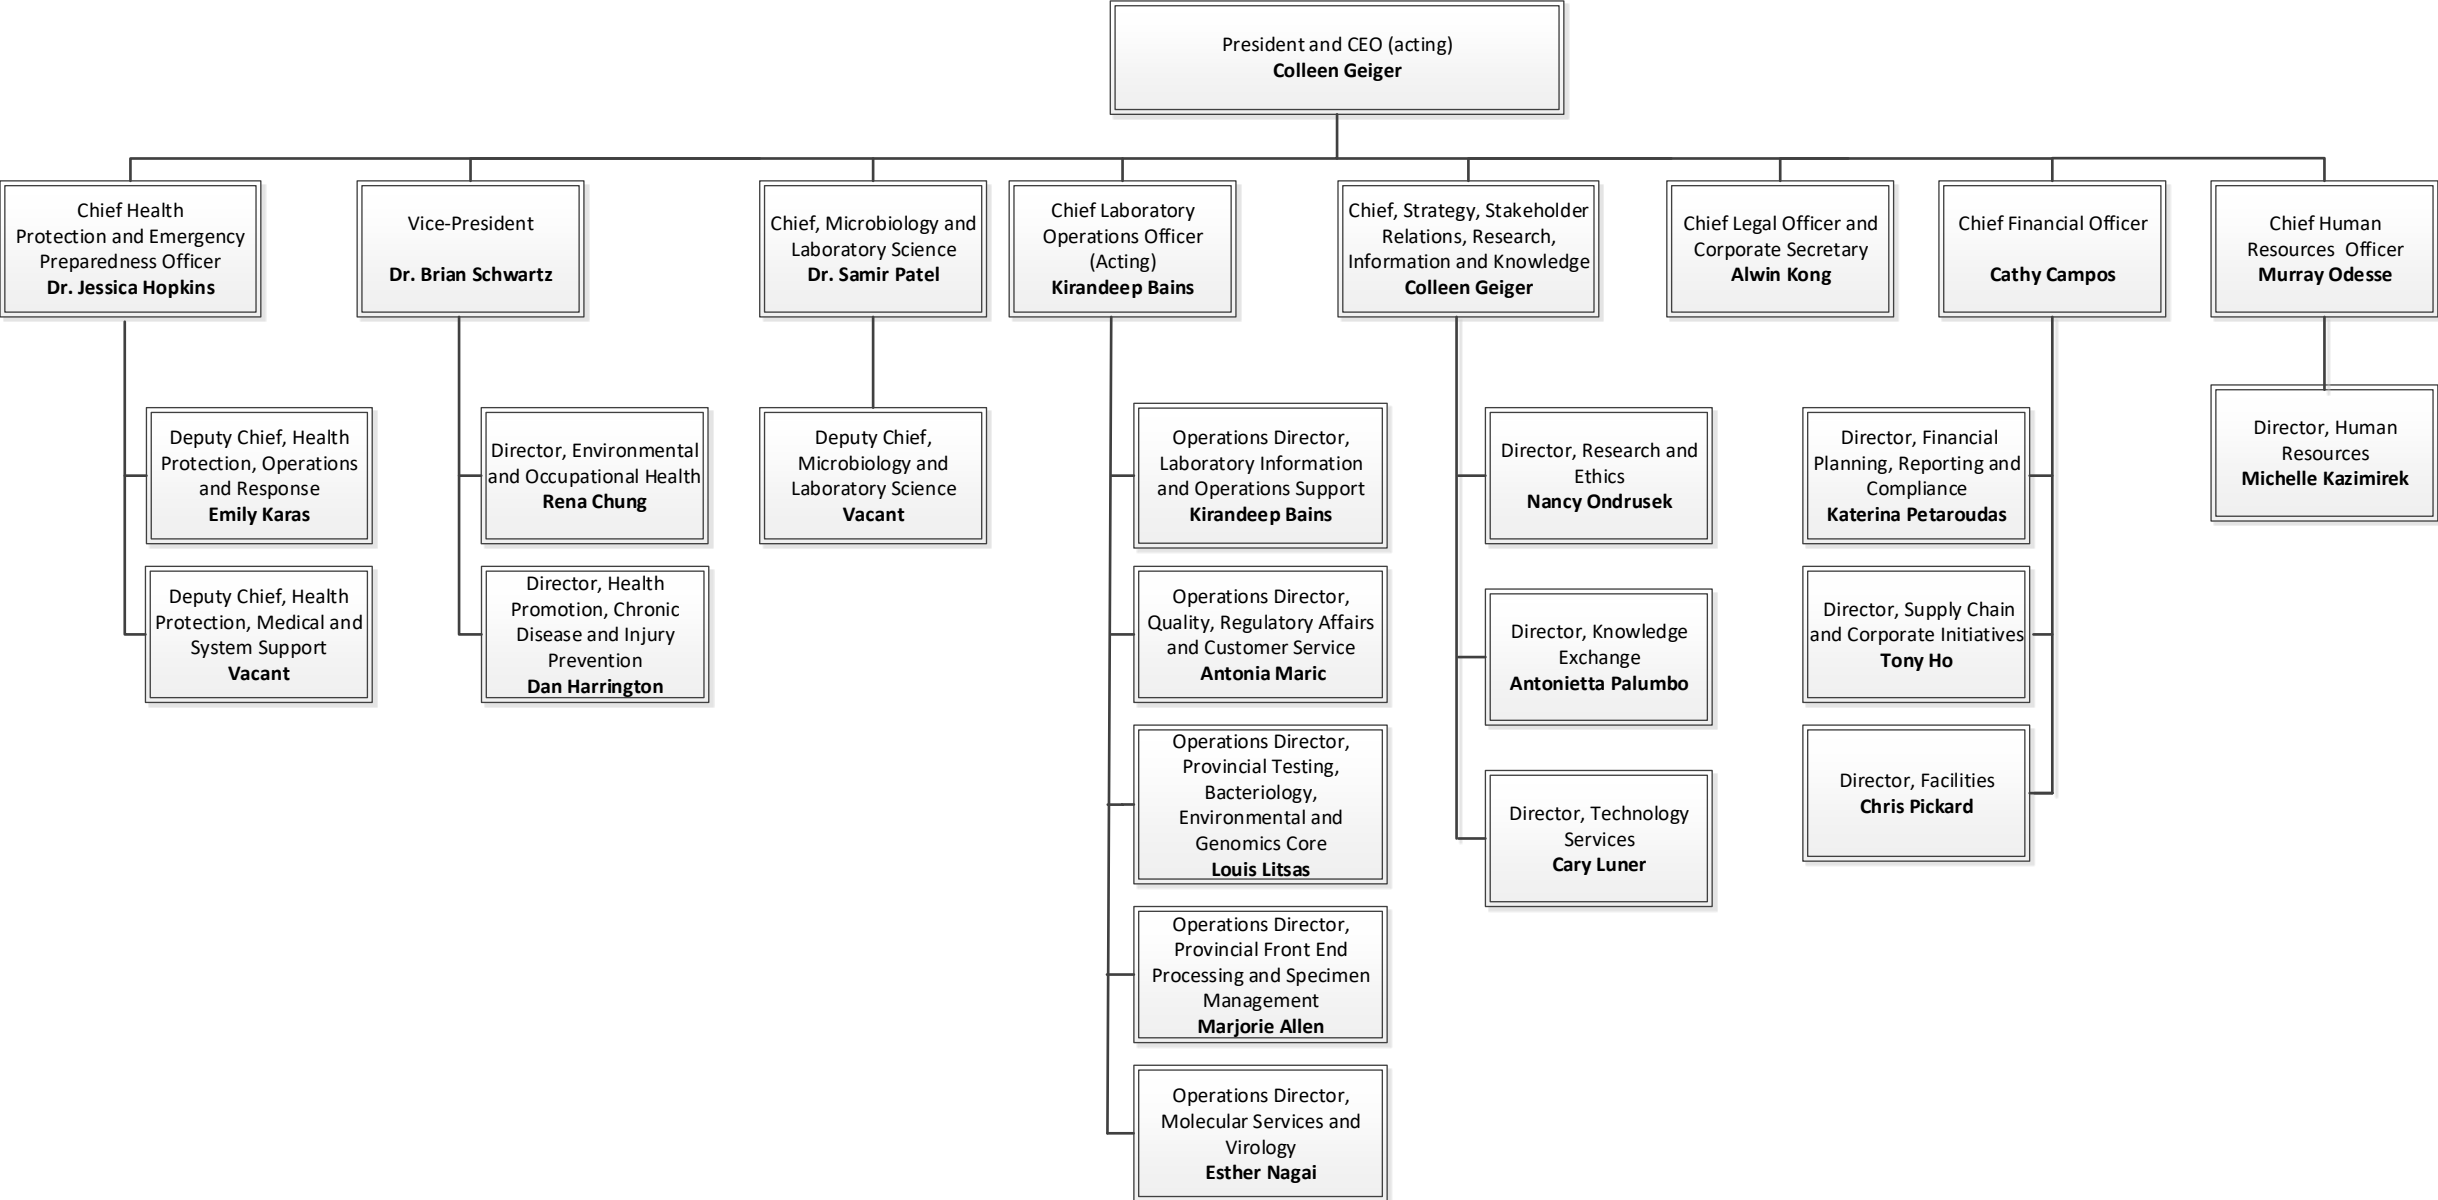 President and CEO (acting)
Colleen Geiger
Chief Health
Protection and Emergency
Preparedness Officer
Dr. Jessica Hopkins
Vice-President
Dr. Brian Schwartz
Chief, Microbiology and
Laboratory Science
Dr. Samir Patel
Chief Laboratory
Operations Officer
(Acting)
Kirandeep Bains
Chief, Strategy, Stakeholder
Relations, Research,
Information and Knowledge
Colleen Geiger
Chief Legal Officer and
Corporate Secretary
Alwin Kong
Chief Financial Officer
Cathy Campos
Chief Human
Resources Officer
Murray Odesse
Deputy Chief, Health
Protection, Operations
and Response
Emily Karas
Deputy Chief, Health
Protection, Medical and
System Support
Vacant
Director, Environmental
and Occupational Health
Rena Chung
Director, Health
Promotion, Chronic
Disease and Injury
Prevention
Dan Harrington
Deputy Chief,
Microbiology and
Laboratory Science
Vacant
Operations Director,
Laboratory Information
and Operations Support
Kirandeep Bains
Operations Director,
Quality, Regulatory Affairs
and Customer Service
Antonia Maric
Operations Director,
Provincial Testing,
Bacteriology,
Environmental and
Genomics Core
Louis Litsas
Operations Director,
Provincial Front End
Processing and Specimen
Management
Marjorie Allen
Operations Director,
Molecular Services and
Virology
Esther Nagai
Director, Research and
Ethics
Nancy Ondrusek
Director, Knowledge
Exchange
Antonietta Palumbo
Director, Technology
Services
Cary Luner
Director, Financial
Planning, Reporting and
Compliance
Katerina Petaroudas
Director, Supply Chain
and Corporate Initiatives
Tony Ho
Director, Facilities
Chris Pickard
Director, Human
Resources
Michelle Kazimirek